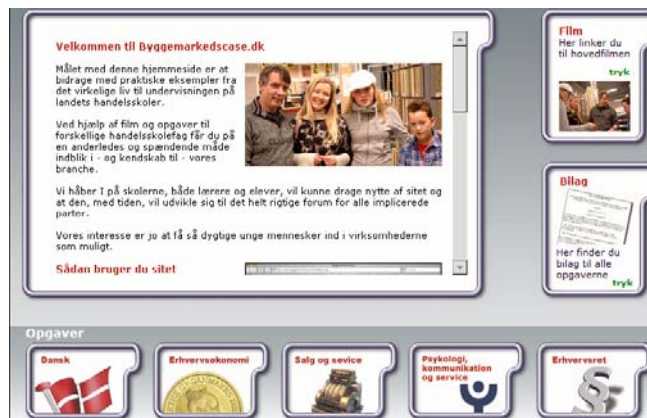 Velkommen til Byggemarkedscase.dk
Målet med denne hjemmeside er at
bidrage med praktiske eksempler fra
det virkelige liv til undervisningen på
landets handelsskoler.
Ved hjælp af film og opgaver til
forskellige handelsskolefag får du på
en anderledes og spændende måde
indblik i - og kendskab til - vores
branche.
Vi håber I på skolerne, både lærere og elever, vil kunne drage nytte af sitet og
at den, med tiden, vil udvikle sig til det helt rigtige forum for alle implicerede
parter.
Vores interesse er jo at få så dygtige unge mennesker ind i virksomhederne
som muligt.
Sådan bruger du sitet
Film
Her linker du
til hovedfilmen
tryk
Bilag
Her finder du
bilag til alle
opgaverne
tryk
Opgaver
Dansk
Erhvervsøkonomi
Salg og sevice
Psykologi,
kommunikation
og service
Erhvervsret